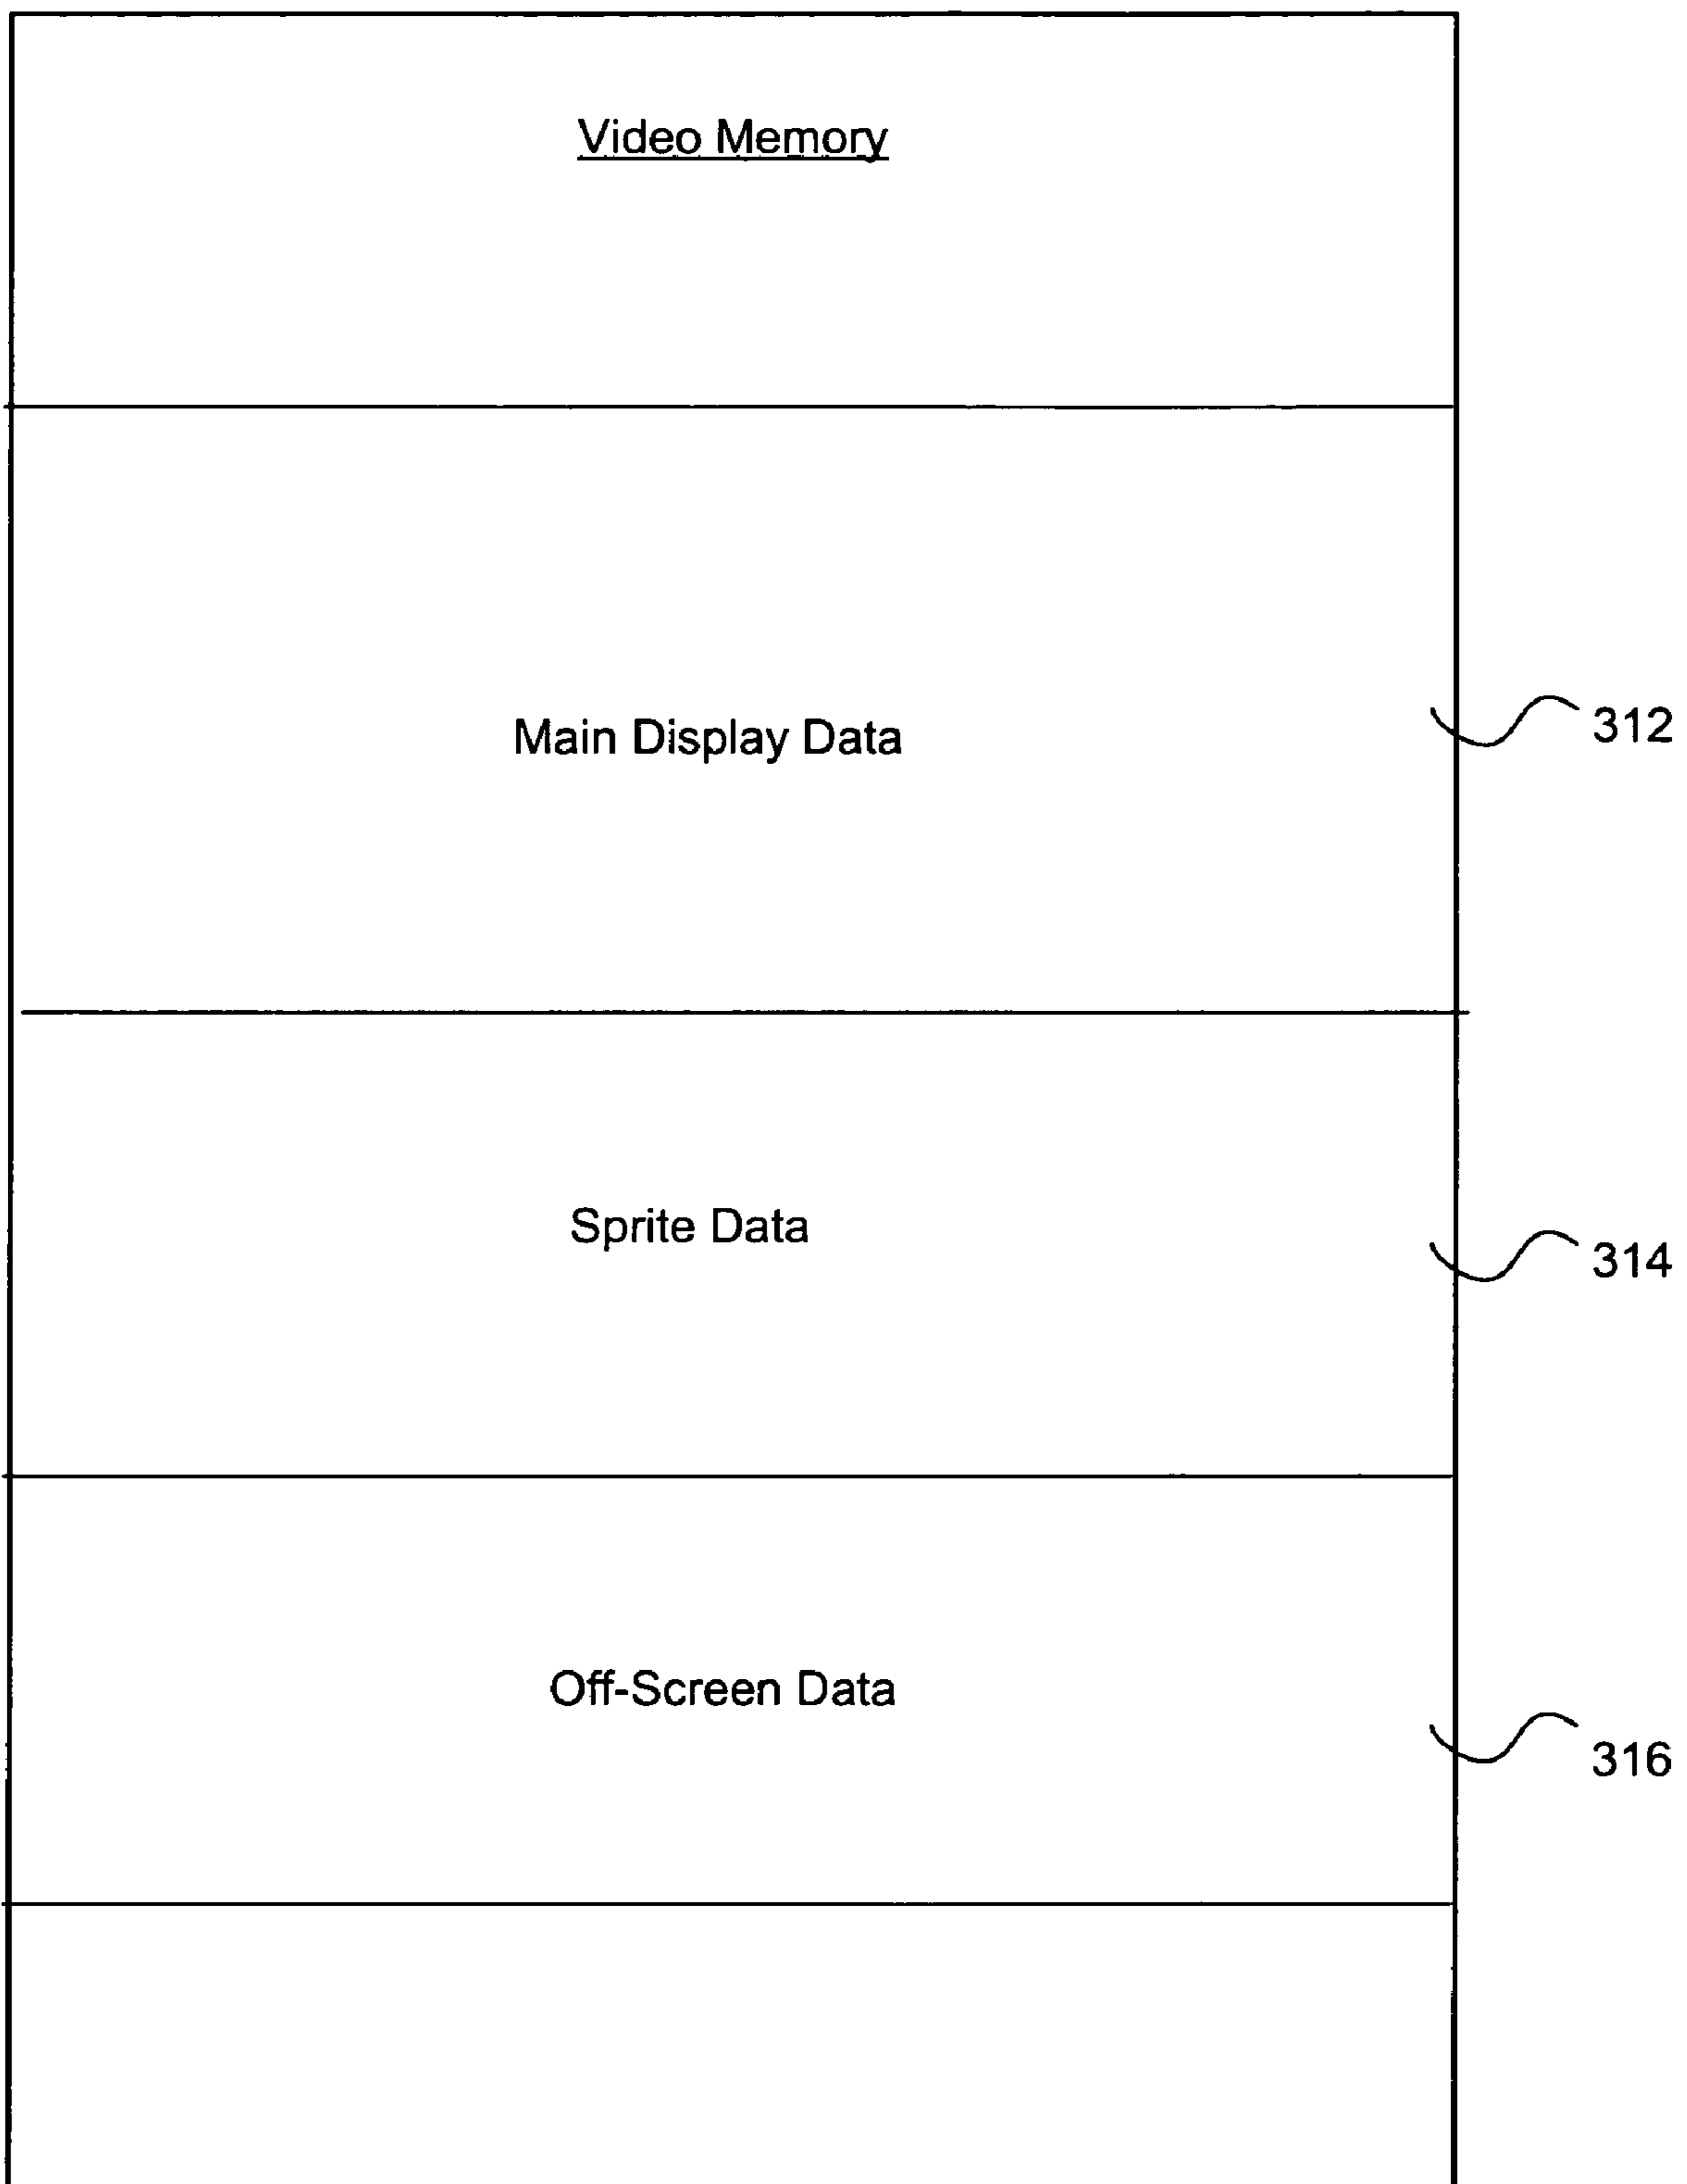 Video Memory
Main Display Data
312
Sprite Data
314
Off-Screen Data
316